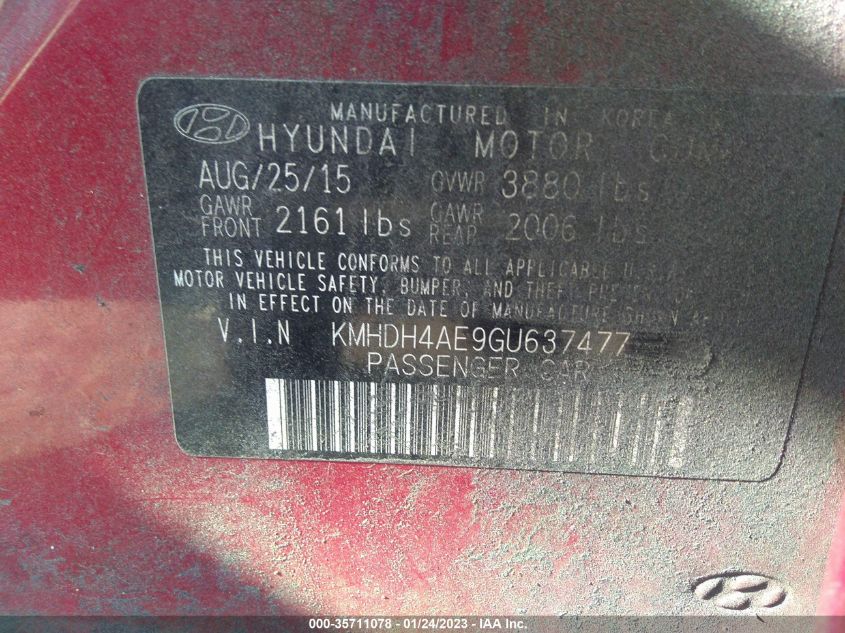 MANUFACTURED IN KOREA
HYUNDAI MOTOR
AUG/25/15 GVWR 3880 lbs
GAWR FRONT 2161 lbs GAWR REAR 2006 lbs
THIS VEHICLE CONFORMS TO ALL APPLICABLE U.S.
MOTOR VEHICLE SAFETY, BUMPER, AND THEFT PREVENTION
IN EFFECT ON THE DATE OF MANUFACTURE SHOWN
V.I.N KMHDH4AE9GU637477
PASSENGER CAR
000-35711078 - 01/24/2023 - IAA Inc.